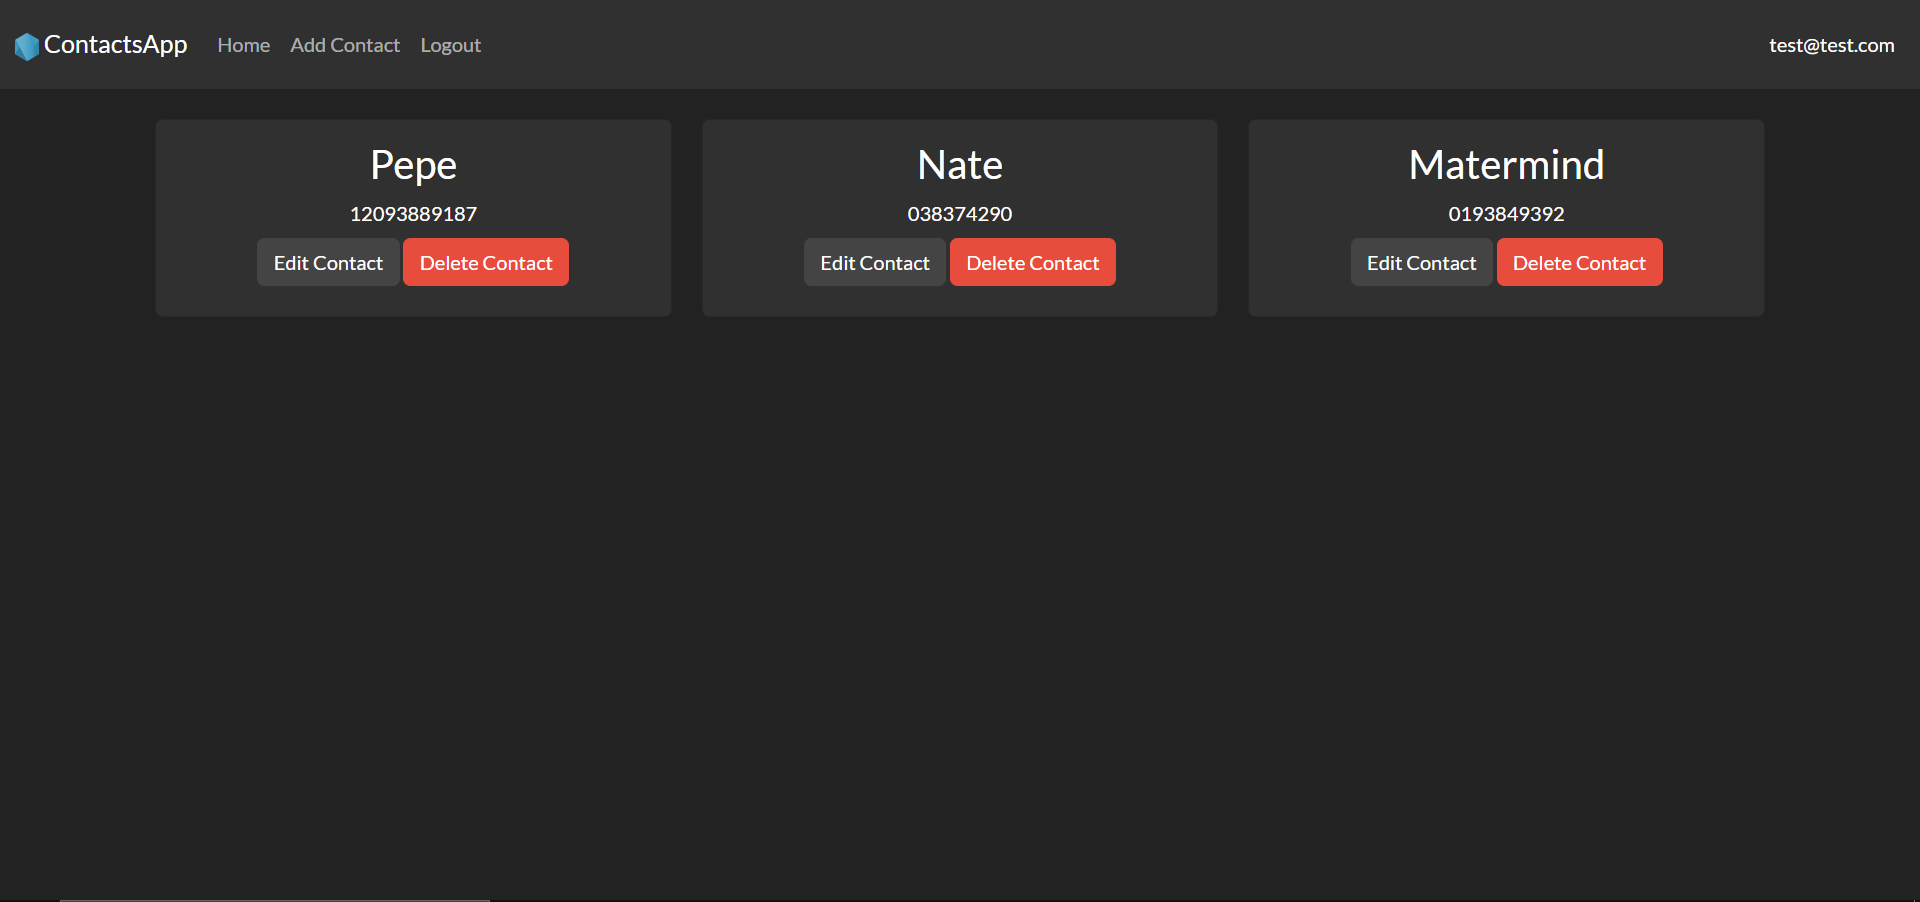 ContactsApp Home Add Contact Logout test@test.com
Pepe
12093889187
Edit Contact Delete Contact
Nate
038374290
Edit Contact Delete Contact
Matermind
0193849392
Edit Contact Delete Contact